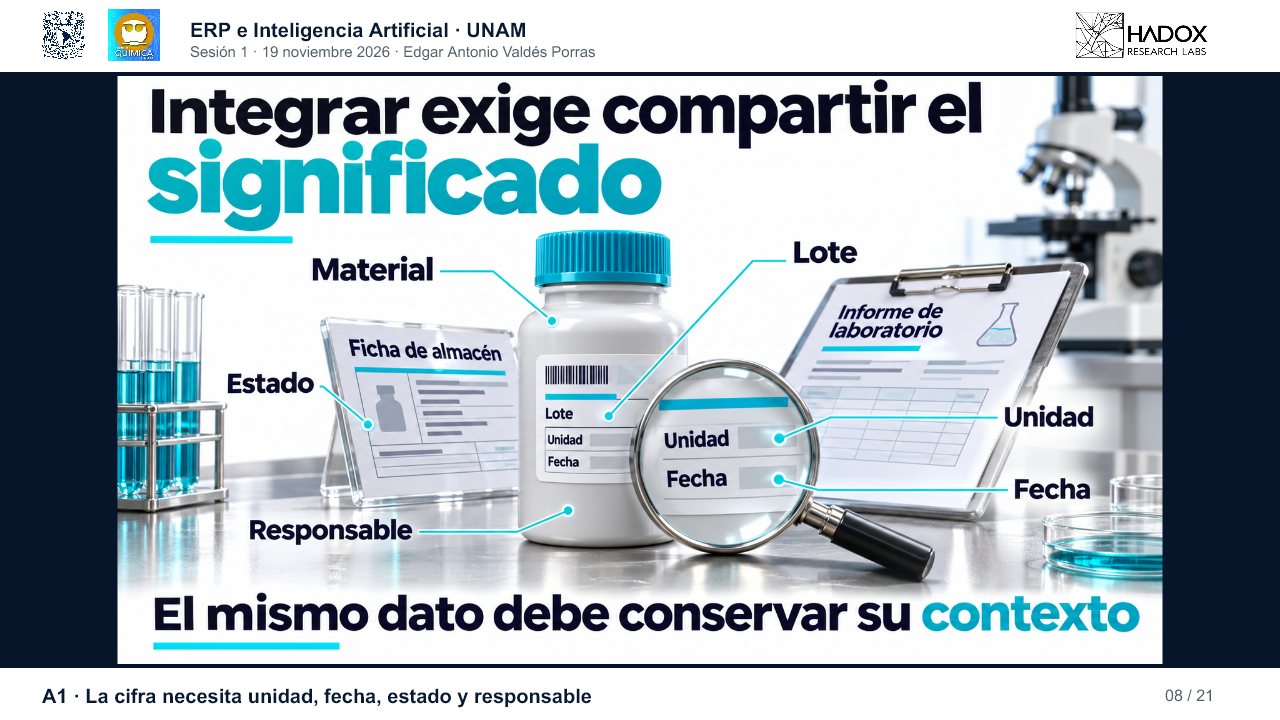 ERP e Inteligencia Artificial · UNAM
Sesión 1 · 19 noviembre 2026 · Edgar Antonio Valdés Porras
QUÍMICA
HADOX
RESEARCH LABS
Integrar exige compartir el
significado
Material
Lote
Estado
Ficha de almacén
Informe de
laboratorio
Lote
Unidad
Fecha
Unidad
Fecha
Unidad
Fecha
Responsable
El mismo dato debe conservar su contexto
A1 · La cifra necesita unidad, fecha, estado y responsable
08 / 21